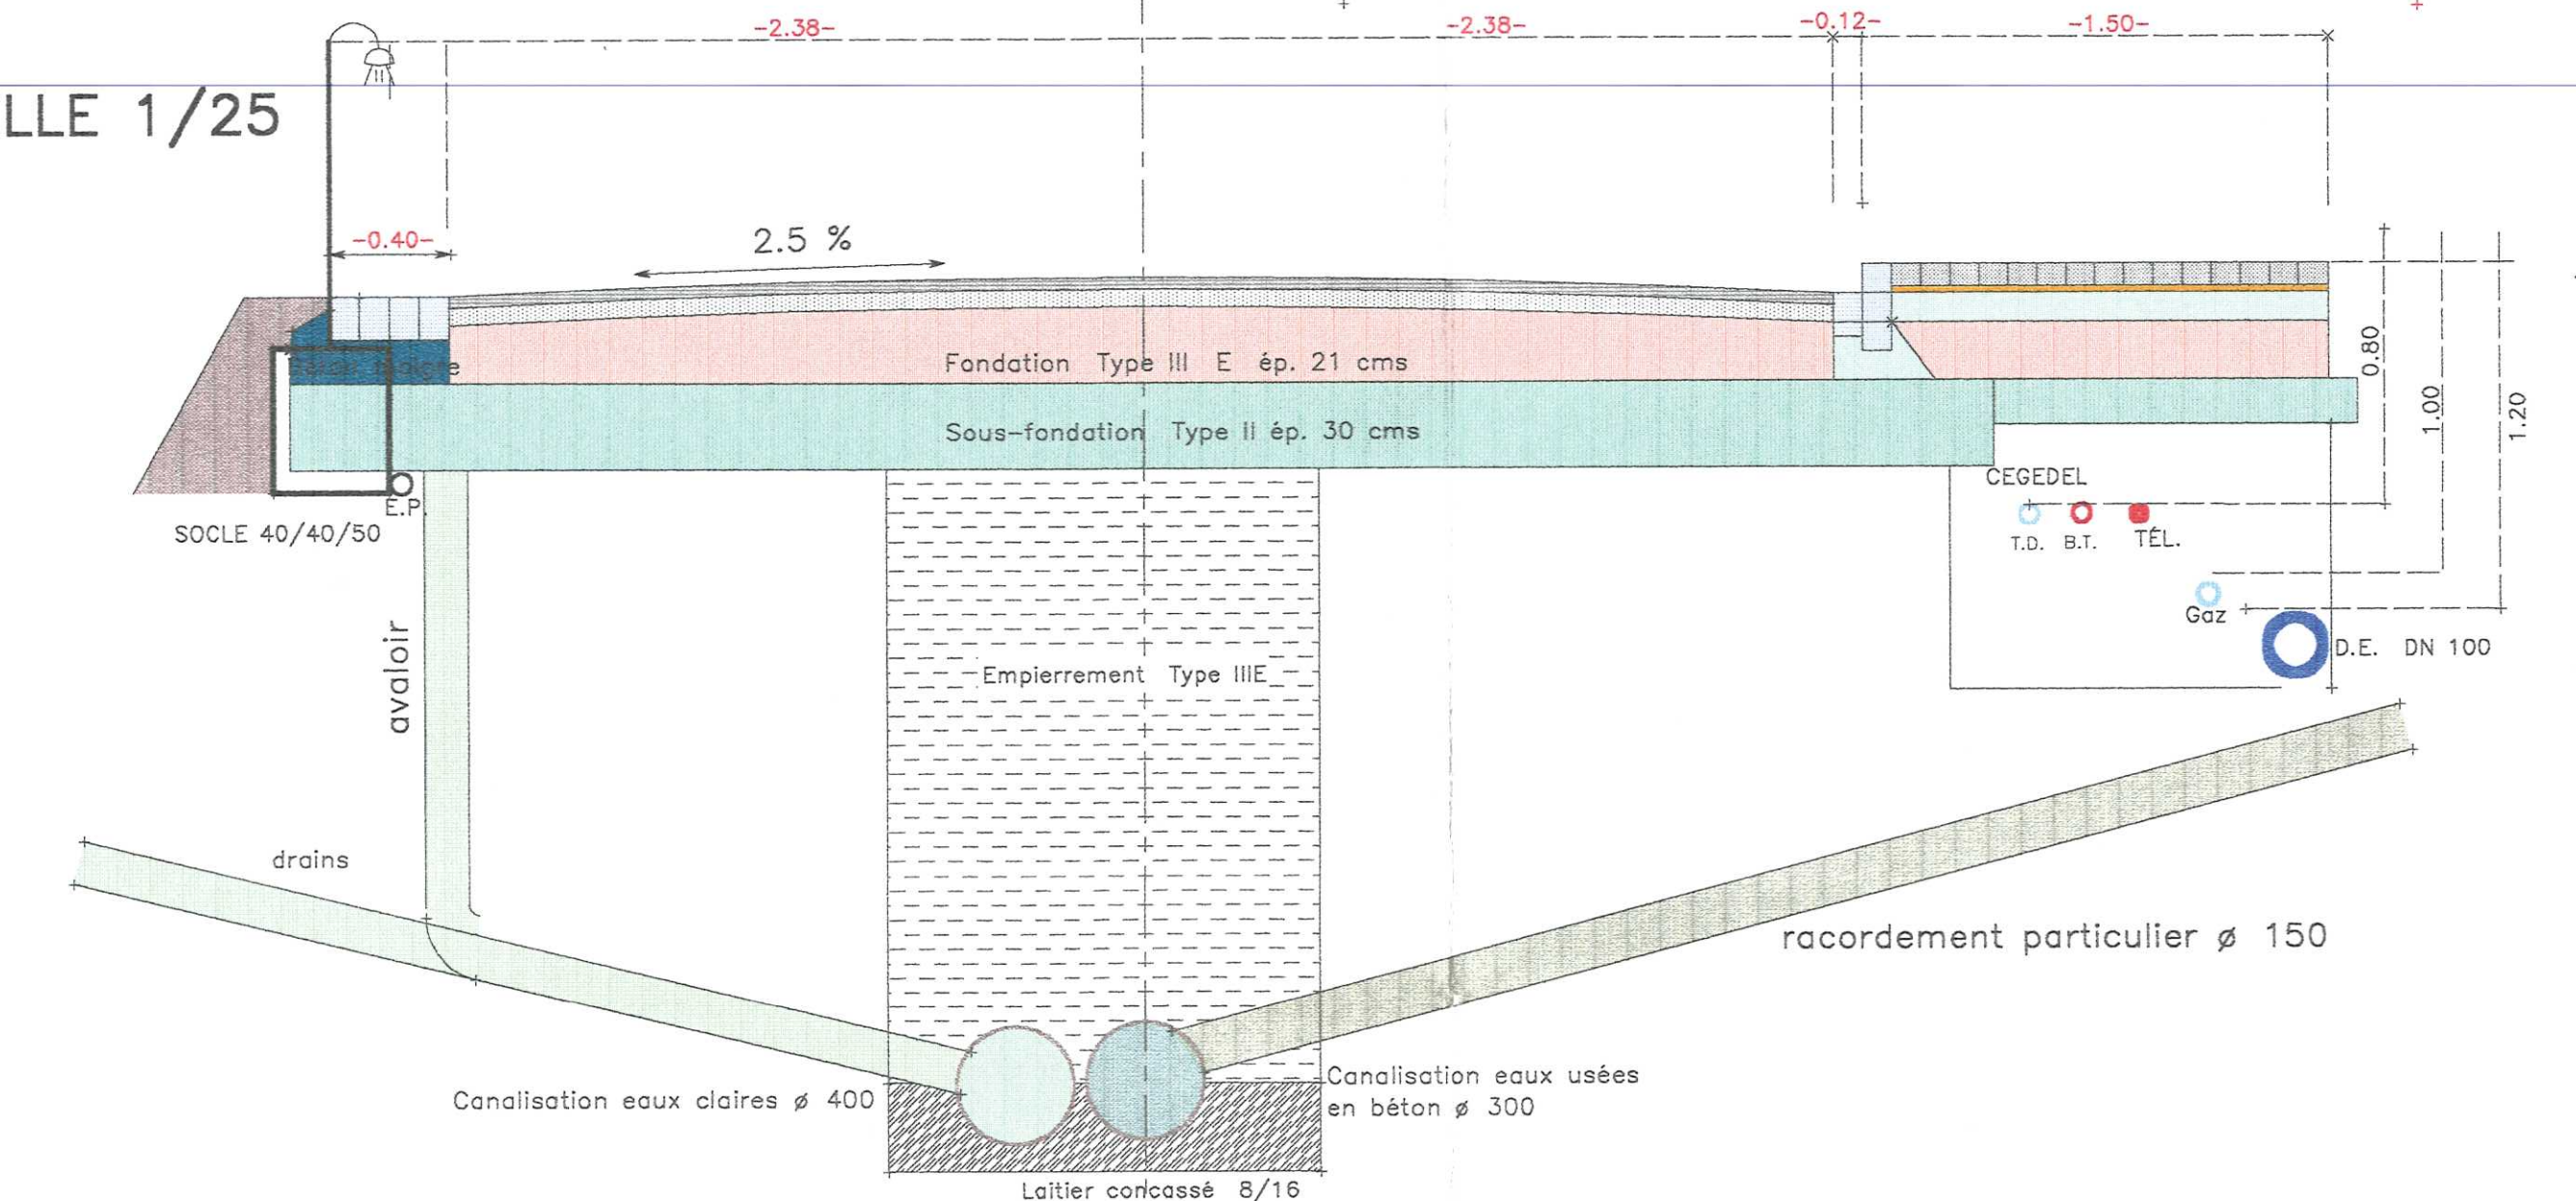 -2.38-
-2.38-
-0.12-
-1.50-
LLE 1/25
-0.40-
2.5 %
Fondation Type III E ép. 21 cms
Béton maigre
Sous-fondation Type II ép. 30 cms
0.80
1.00
1.20
CEGEDEL
E.P.
SOCLE 40/40/50
T.D. B.T. TÉL.
Gaz
D.E. DN 100
avaloir
Empierrement Type IIIE
drains
racordement particulier ø 150
Canalisation eaux claires ø 400
Canalisation eaux usées
en béton ø 300
Laitier concassé 8/16